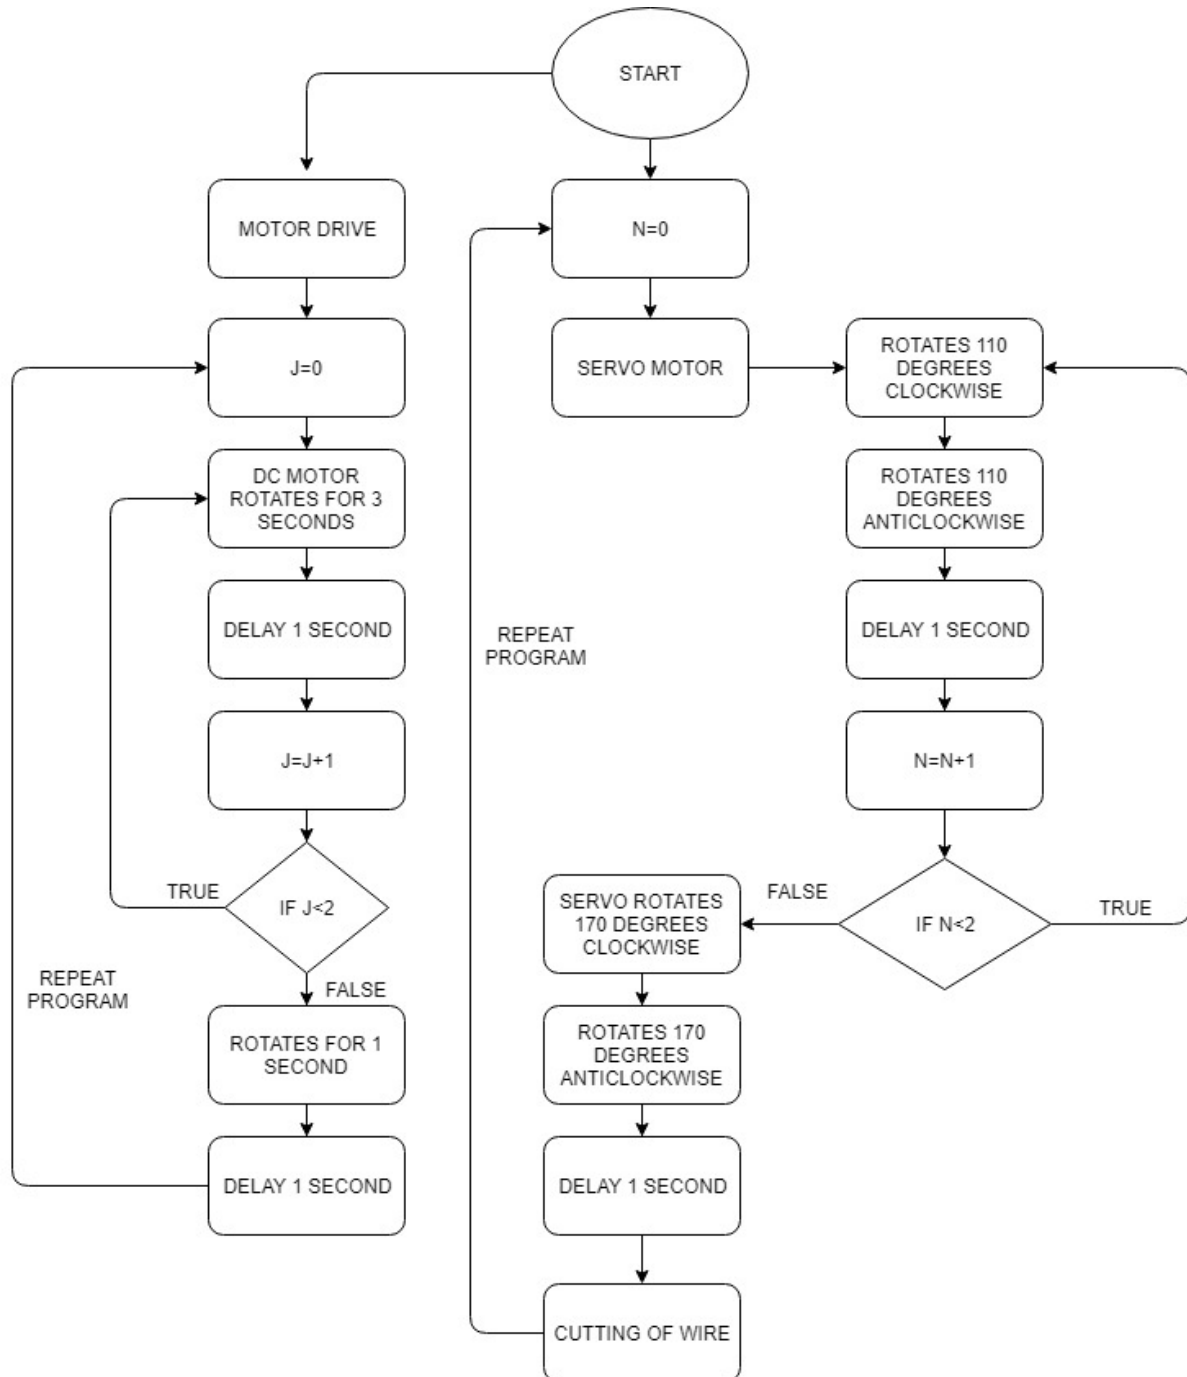 START
MOTOR DRIVE
J=0
DC MOTOR
ROTATES FOR 3
SECONDS
DELAY 1 SECOND
J=J+1
IF J<2
TRUE
FALSE
ROTATES FOR 1
SECOND
DELAY 1 SECOND
REPEAT
PROGRAM
N=0
SERVO MOTOR
ROTATES 110
DEGREES
CLOCKWISE
ROTATES 110
DEGREES
ANTICLOCKWISE
DELAY 1 SECOND
N=N+1
IF N<2
TRUE
FALSE
SERVO ROTATES
170 DEGREES
CLOCKWISE
ROTATES 170
DEGREES
ANTICLOCKWISE
DELAY 1 SECOND
CUTTING OF WIRE
REPEAT
PROGRAM